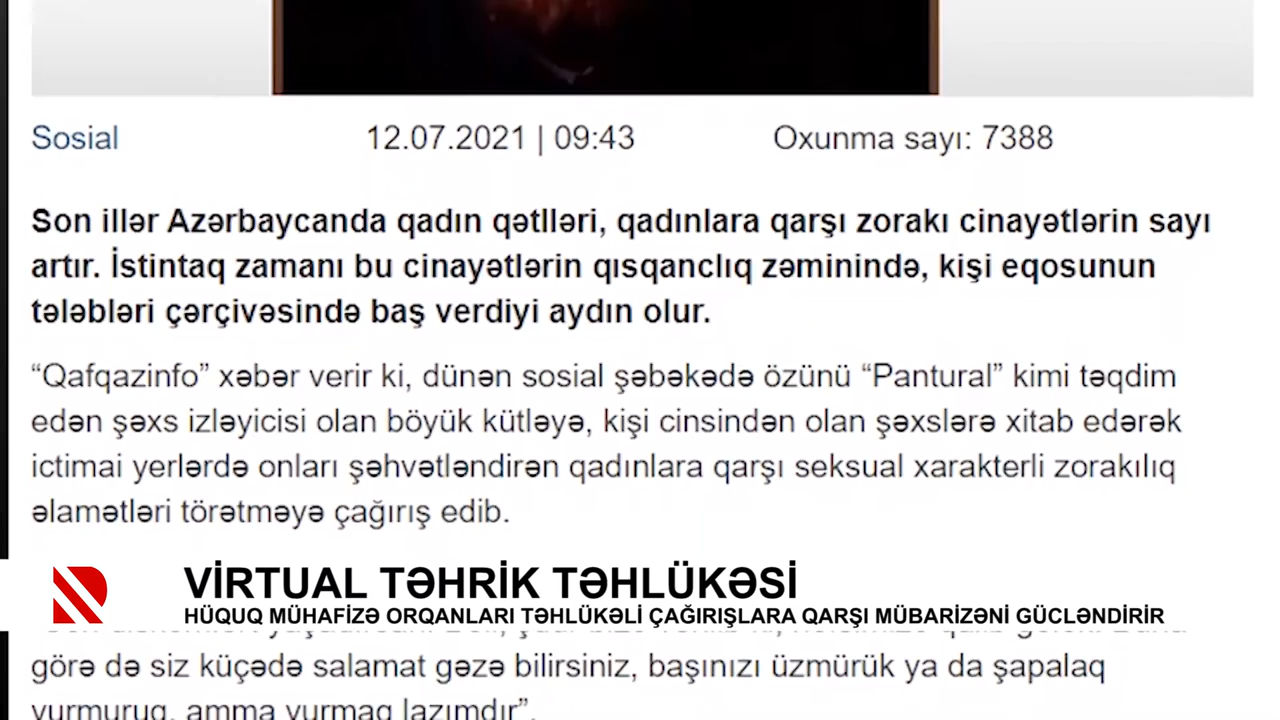 Sosial 12.07.2021 | 09:43 Oxunma sayı: 7388
Son illər Azərbaycanda qadın qətlləri, qadınlara qarşı zorakı cinayətlərin sayı
artır. İstintaq zamanı bu cinayətlərin qısqanclıq zəminində, kişi eqosunun
tələbləri çərçivəsində baş verdiyi aydın olur.
“Qafqazinfo” xəbər verir ki, dünən sosial şəbəkədə özünü “Pantural” kimi təqdim
edən şəxs izləyicisi olan böyük kütləyə, kişi cinsindən olan şəxslərə xitab edərək
ictimai yerlərdə onları şəhvətləndirən qadınlara qarşı seksual xarakterli zorakılıq
əlamətləri törətməyə çağırış edib.
VİRTUAL TƏHRİK TƏHLÜKƏSİ
HÜQUQ MÜHAFİZƏ ORQANLARI TƏHLÜKƏLİ ÇAĞIRIŞLARA QARŞI MÜBARİZƏNİ GÜCLƏNDİRİR
görə də siz küçədə salamat gəzə bilirsiniz, başınızı üzmürük ya da şapalaq
vurmuruq, amma vurmaq lazımdır”.